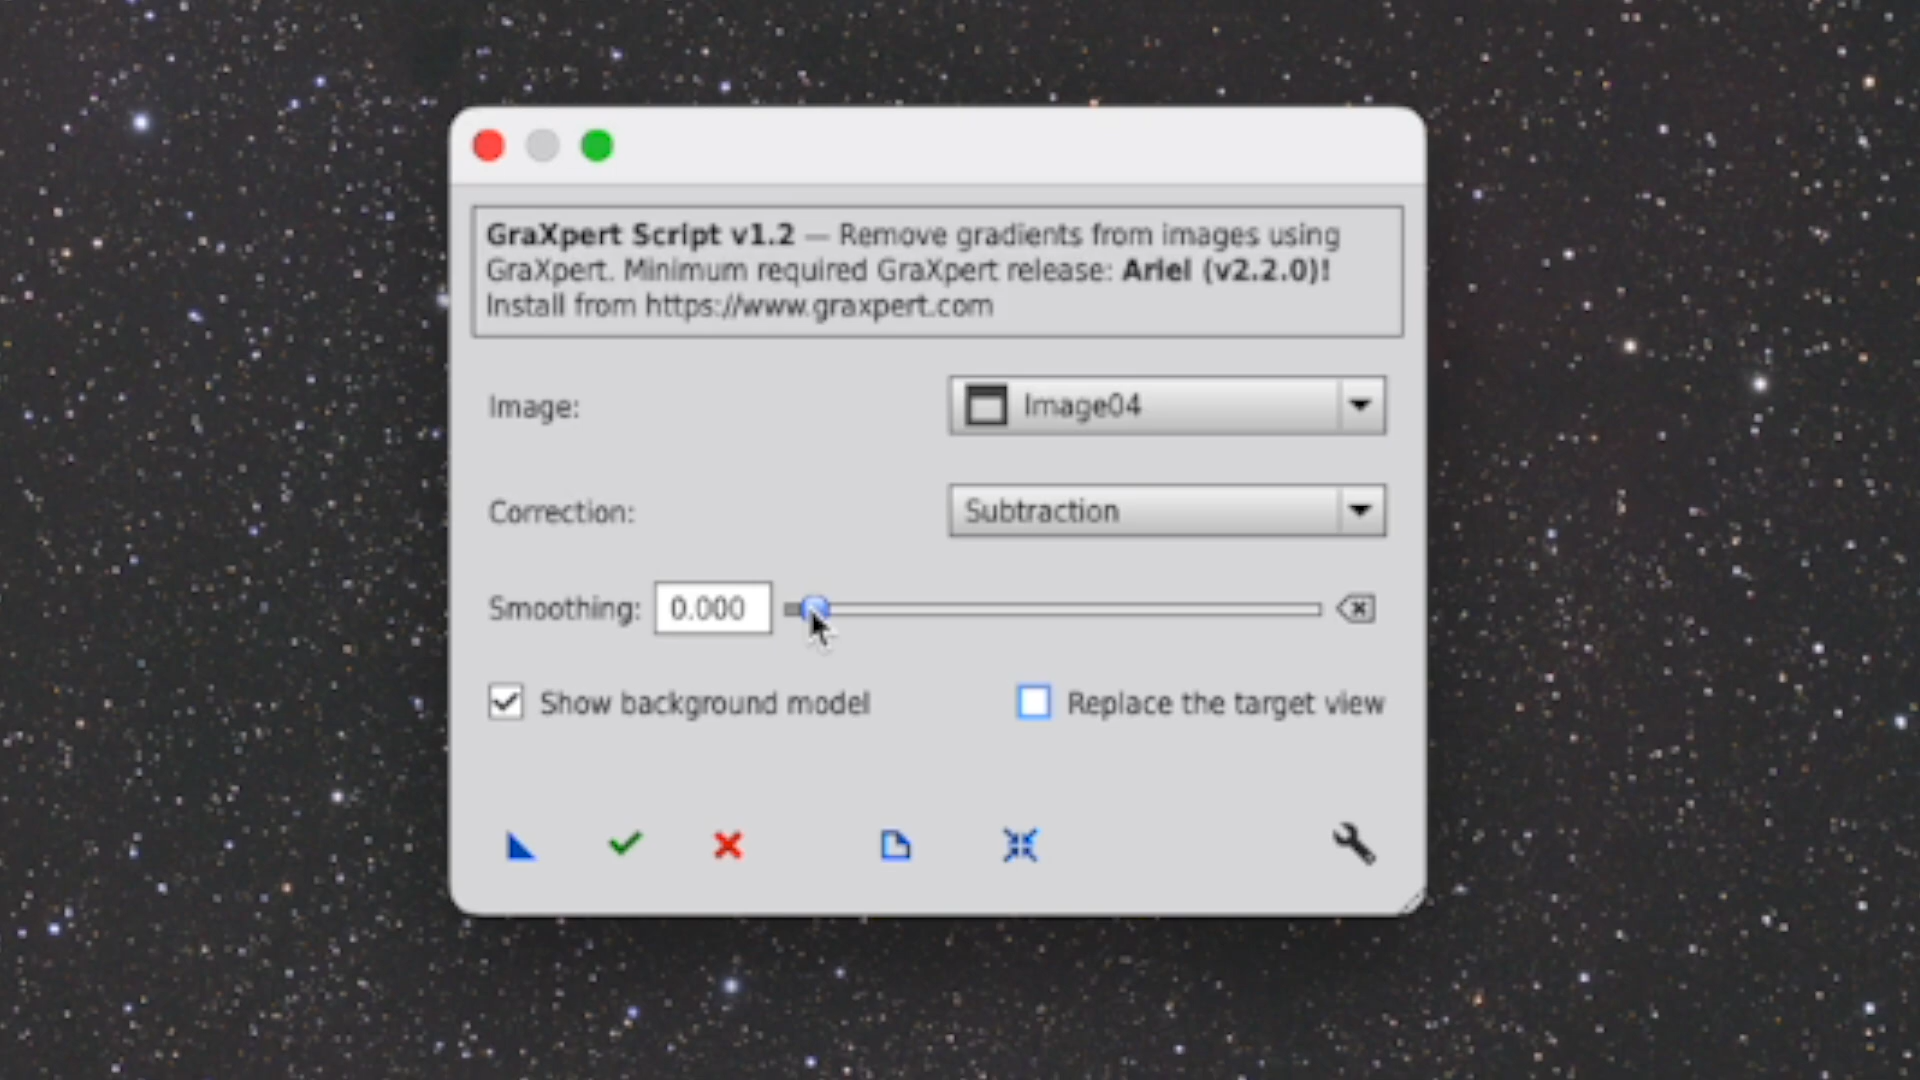 GraXpert Script v1.2 — Remove gradients from images using
GraXpert. Minimum required GraXpert release: Ariel (v2.2.0)!
Install from https://www.graxpert.com
Image: Image04
Correction: Subtraction
Smoothing: 0.000
Show background model Replace the target view